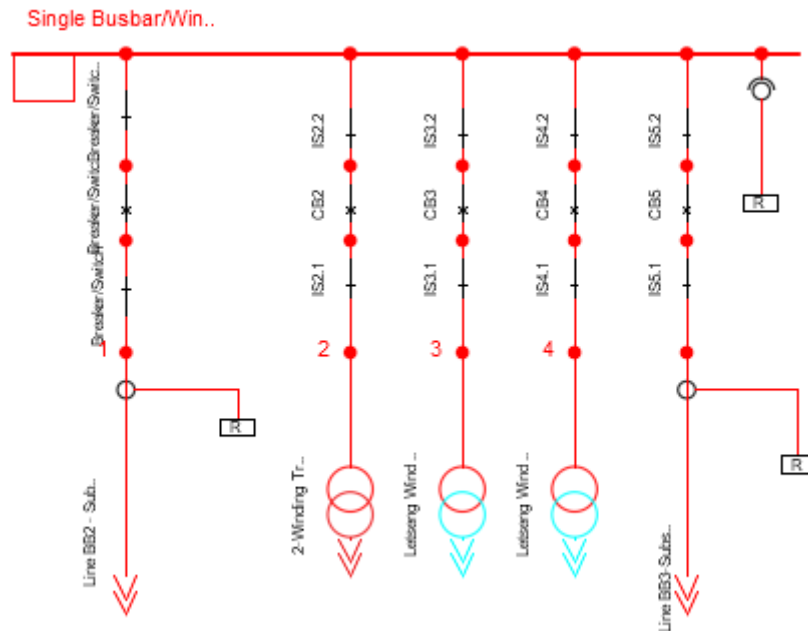 Single Busbar/Win..
Breaker/Switc..
Breaker/Switch
Breaker/Switch
IS2.2
IS3.2
IS4.2
IS5.2
R
CB2
CB3
CB4
CB5
IS2.1
IS3.1
IS4.1
IS5.1
1
2
3
4
R
R
Line BB2 - Sub..
2-Winding Tr..
Letseng Wind ..
Letseng Wind ..
Line BB3-Subs..